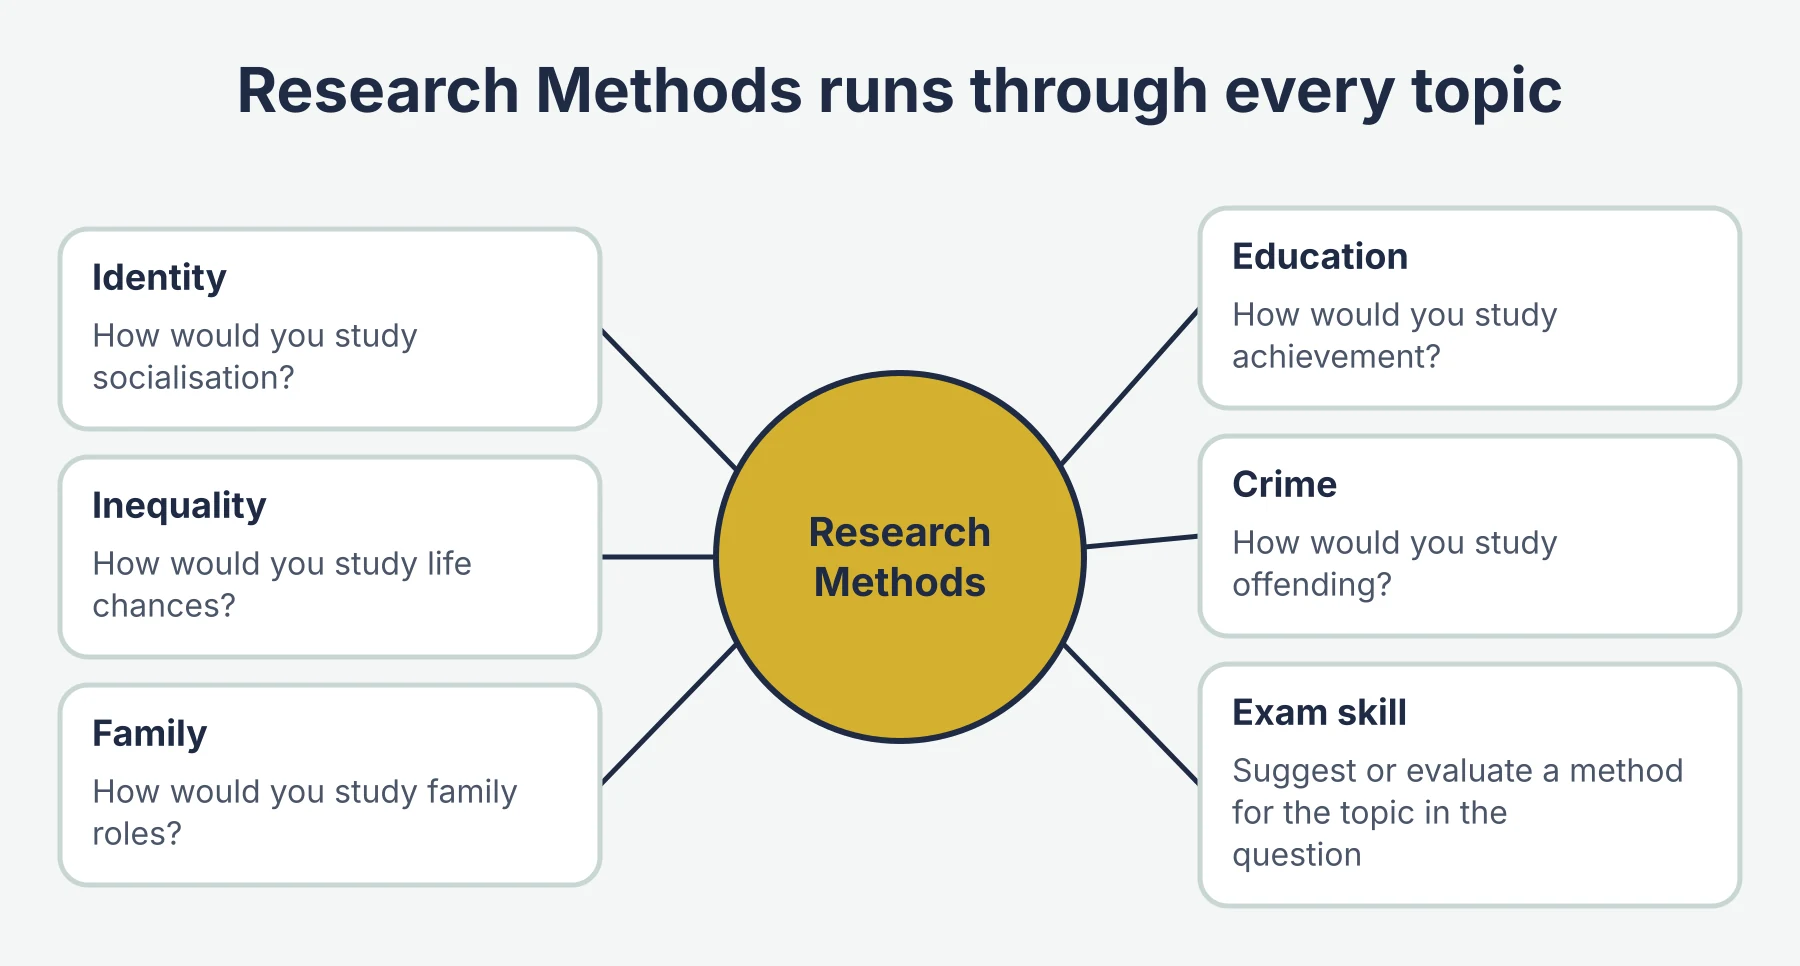 Research Methods runs through every topic
Identity
How would you study
socialisation?
Inequality
How would you study life
chances?
Family
How would you study family
roles?
Research
Methods
Education
How would you study
achievement?
Crime
How would you study
offending?
Exam skill
Suggest or evaluate a method
for the topic in the
question